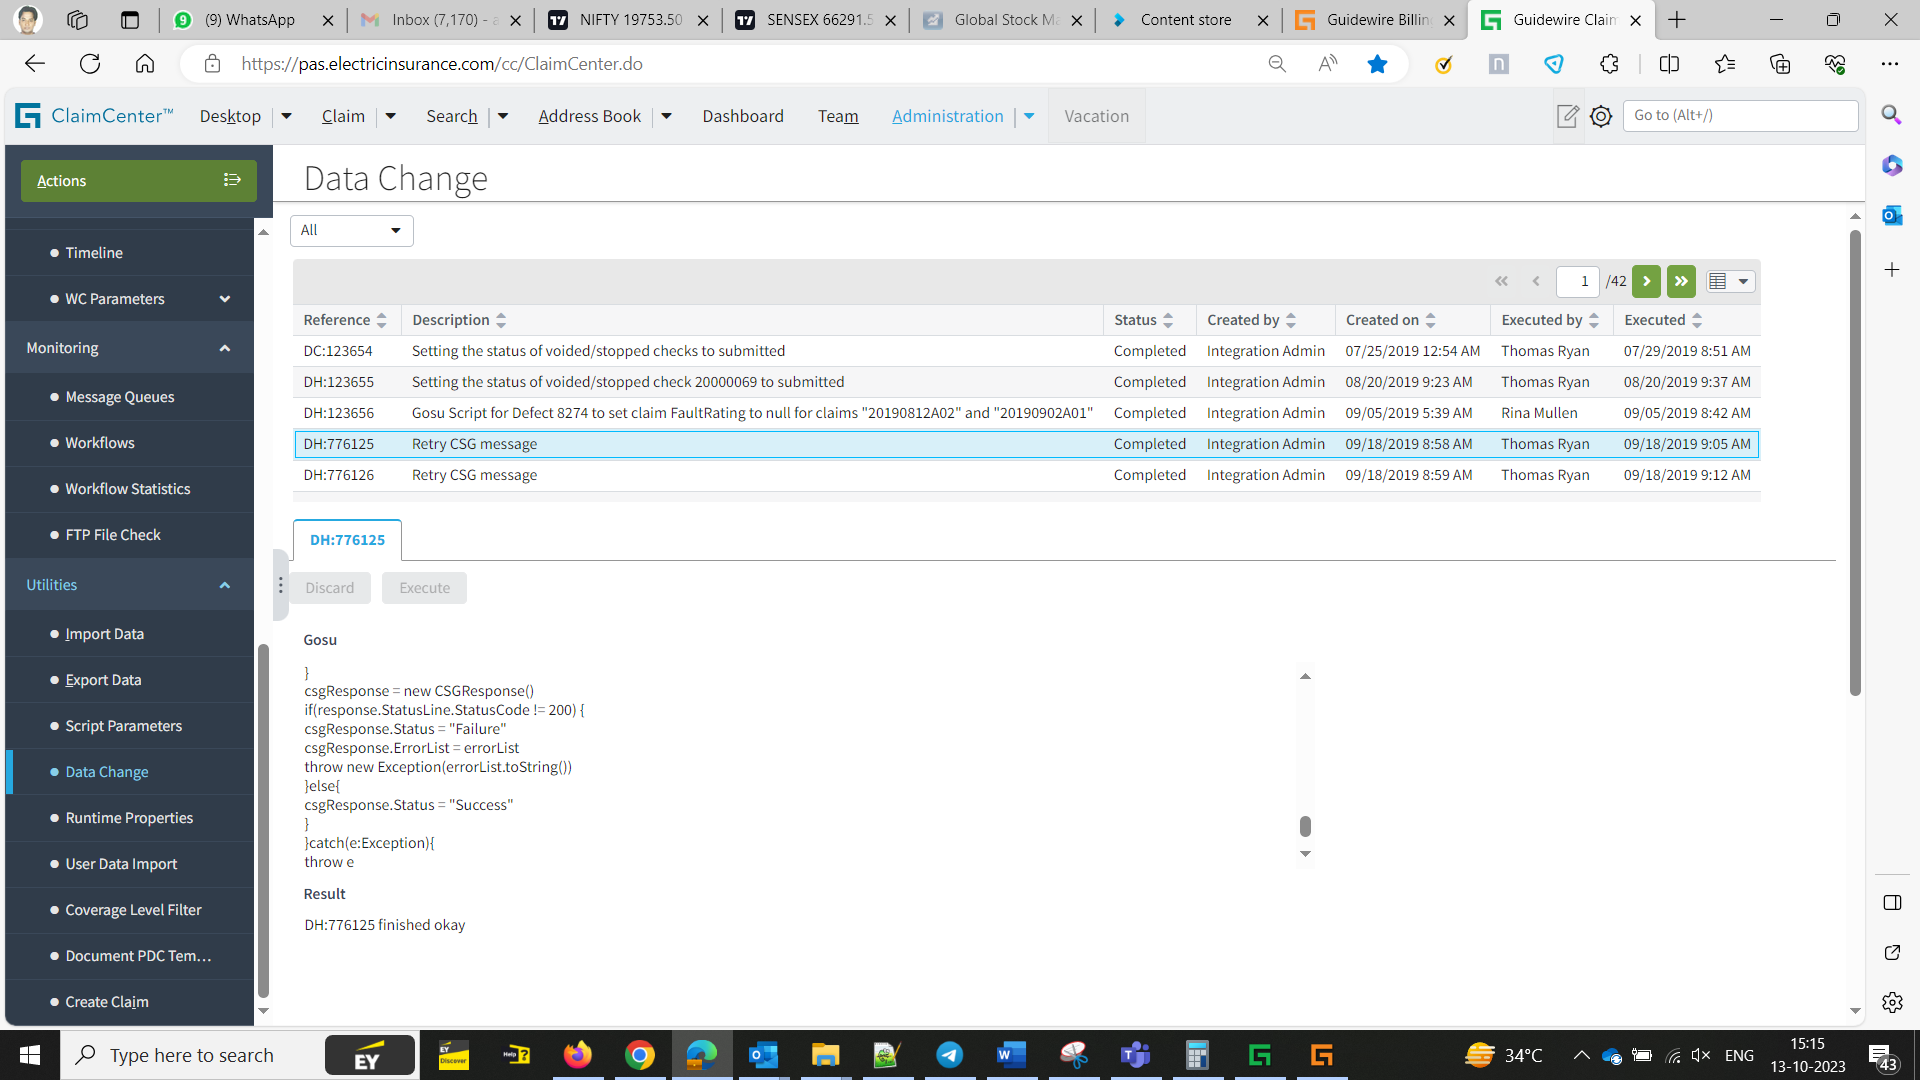 (9) WhatsApp
Inbox (7,170) - a
NIFTY 19753.50
SENSEX 66291.5
Global Stock Ma
Content store
Guidewire Billin
Guidewire Claim
https://pas.electricinsurance.com/cc/ClaimCenter.do
ClaimCenter™
Desktop
Claim
Search
Address Book
Dashboard
Team
Administration
Vacation
Go to (Alt+/)
Actions
Timeline
WC Parameters
Monitoring
Message Queues
Workflows
Workflow Statistics
FTP File Check
Utilities
Import Data
Export Data
Script Parameters
Data Change
Runtime Properties
User Data Import
Coverage Level Filter
Document PDC Tem...
Create Claim
Data Change
All
1 /42
Reference Description Status Created by Created on Executed by Executed
DC:123654 Setting the status of voided/stopped checks to submitted Completed Integration Admin 07/25/2019 12:54 AM Thomas Ryan 07/29/2019 8:51 AM
DH:123655 Setting the status of voided/stopped check 20000069 to submitted Completed Integration Admin 08/20/2019 9:23 AM Thomas Ryan 08/20/2019 9:37 AM
DH:123656 Gosu Script for Defect 8274 to set claim FaultRating to null for claims "20190812A02" and "20190902A01" Completed Integration Admin 09/05/2019 5:39 AM Rina Mullen 09/05/2019 8:42 AM
DH:776125 Retry CSG message Completed Integration Admin 09/18/2019 8:58 AM Thomas Ryan 09/18/2019 9:05 AM
DH:776126 Retry CSG message Completed Integration Admin 09/18/2019 8:59 AM Thomas Ryan 09/18/2019 9:12 AM
DH:776125
Discard
Execute
Gosu
}
csgResponse = new CSGResponse()
if(response.StatusLine.StatusCode != 200) {
csgResponse.Status = "Failure"
csgResponse.ErrorList = errorList
throw new Exception(errorList.toString())
}else{
csgResponse.Status = "Success"
}
}catch(e:Exception){
throw e
Result
DH:776125 finished okay
Type here to search
EY
EY
Discover
Help?
34°C
ENG
15:15
13-10-2023
43